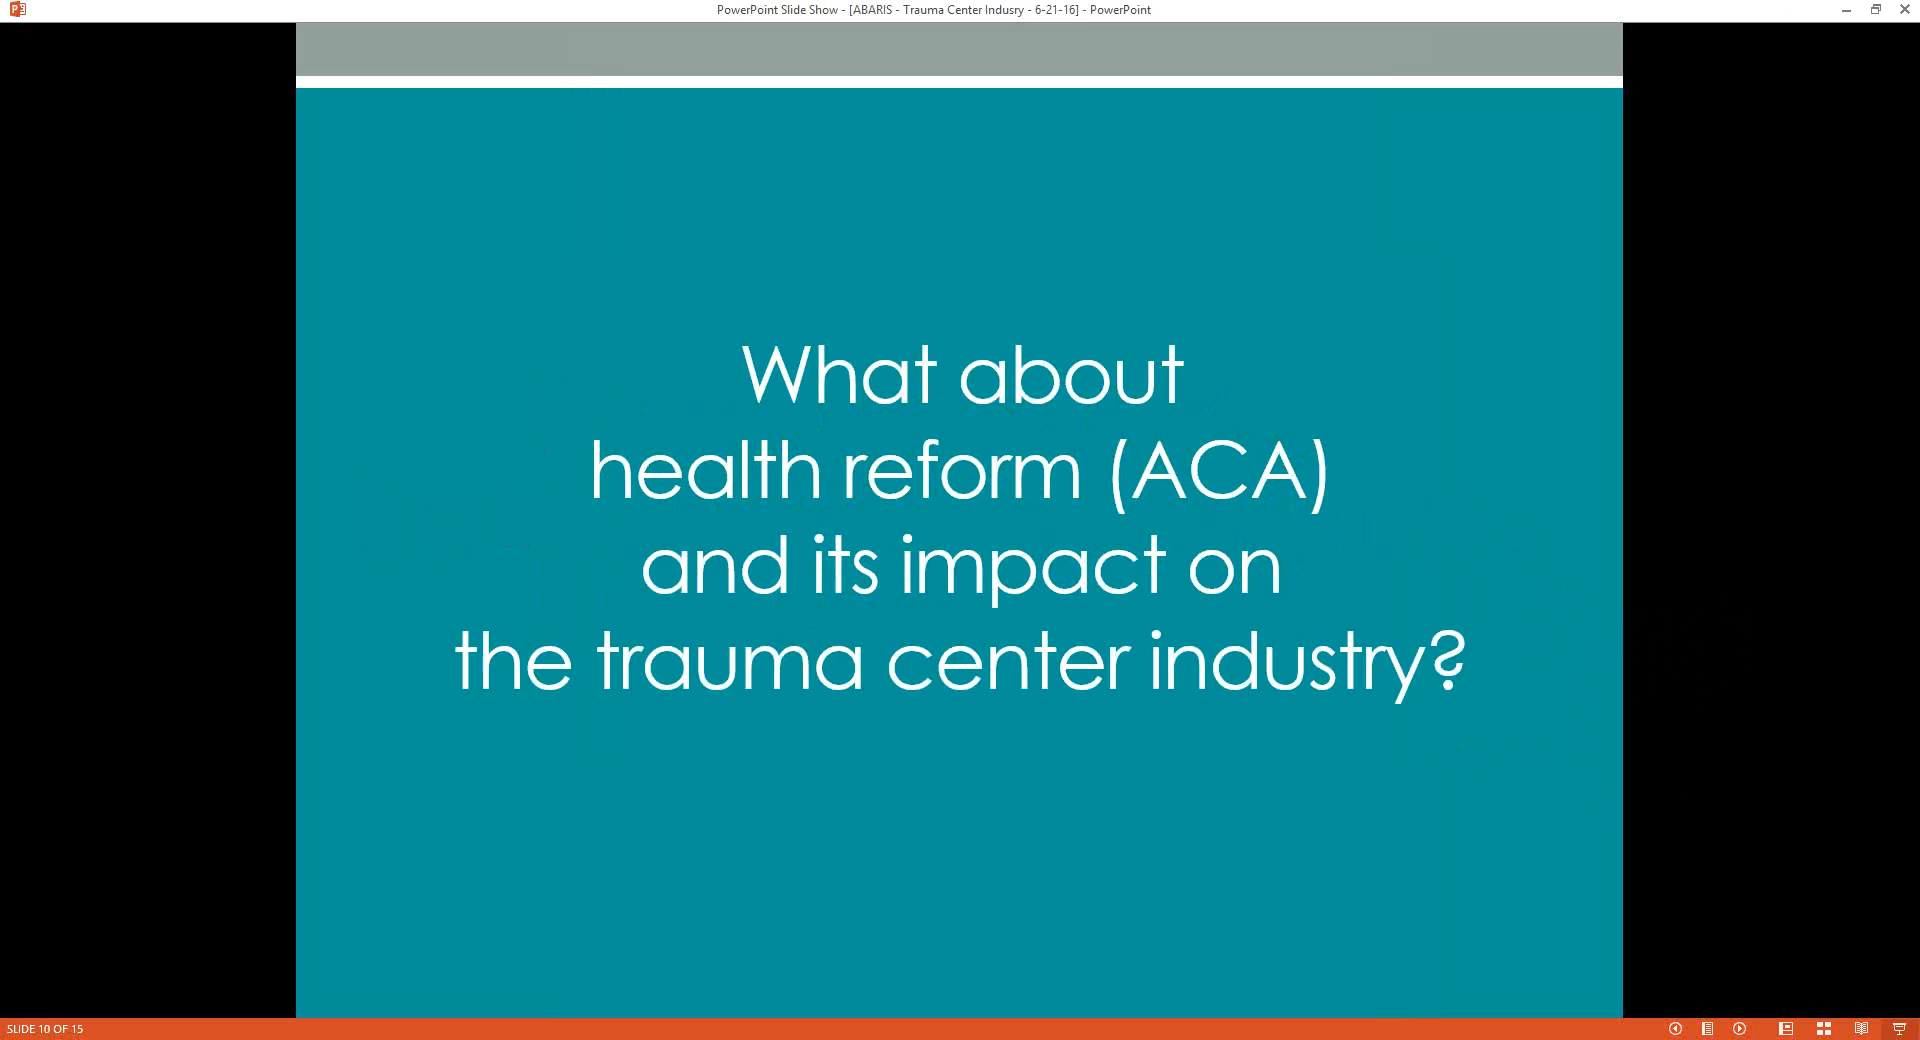 PowerPoint Slide Show - [ABARIS - Trauma Center Indusry - 6-21-16] - PowerPoint
What about
health reform (ACA)
and its impact on
the trauma center industry?
SLIDE 10 OF 15